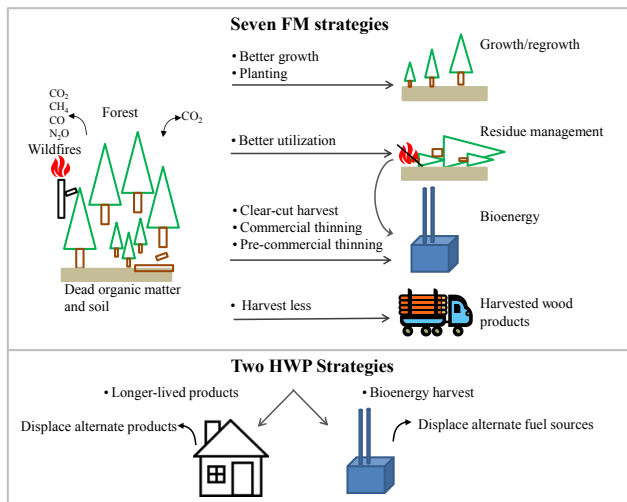 Seven FM strategies
• Better growth
• Planting
Growth/regrowth
CO2
CH4
CO
N2O
Wildfires
Forest
CO2
• Better utilization
Residue management
• Clear-cut harvest
• Commercial thinning
• Pre-commercial thinning
Bioenergy
Dead organic matter
and soil
• Harvest less
Harvested wood
products
Two HWP Strategies
• Longer-lived products
• Bioenergy harvest
Displace alternate products
Displace alternate fuel sources